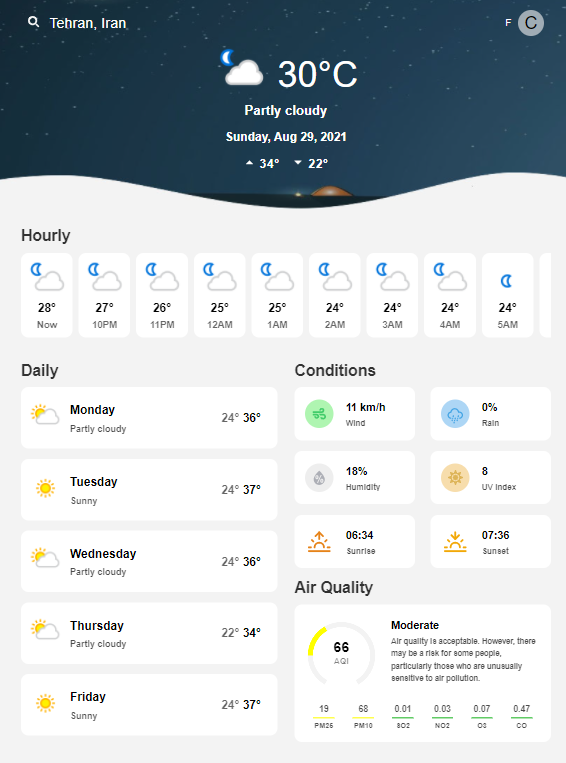 Tehran, Iran
F C
30°C
Partly cloudy
Sunday, Aug 29, 2021
34° 22°
Hourly
28° 27° 26° 25° 25° 24° 24° 24° 24°
Now 10PM 11PM 12AM 1AM 2AM 3AM 4AM 5AM
Daily
Monday
Partly cloudy
24° 36°
Tuesday
Sunny
24° 37°
Wednesday
Partly cloudy
24° 36°
Thursday
Partly cloudy
22° 34°
Friday
Sunny
24° 37°
Conditions
11 km/h
Wind
0%
Rain
18%
Humidity
8
UV Index
06:34
Sunrise
07:36
Sunset
Air Quality
66
AQI
Moderate
Air quality is acceptable. However, there
may be a risk for some people,
particularly those who are unusually
sensitive to air pollution.
19 68 0.01 0.03 0.07 0.47
PM25 PM10 SO2 NO2 O3 CO